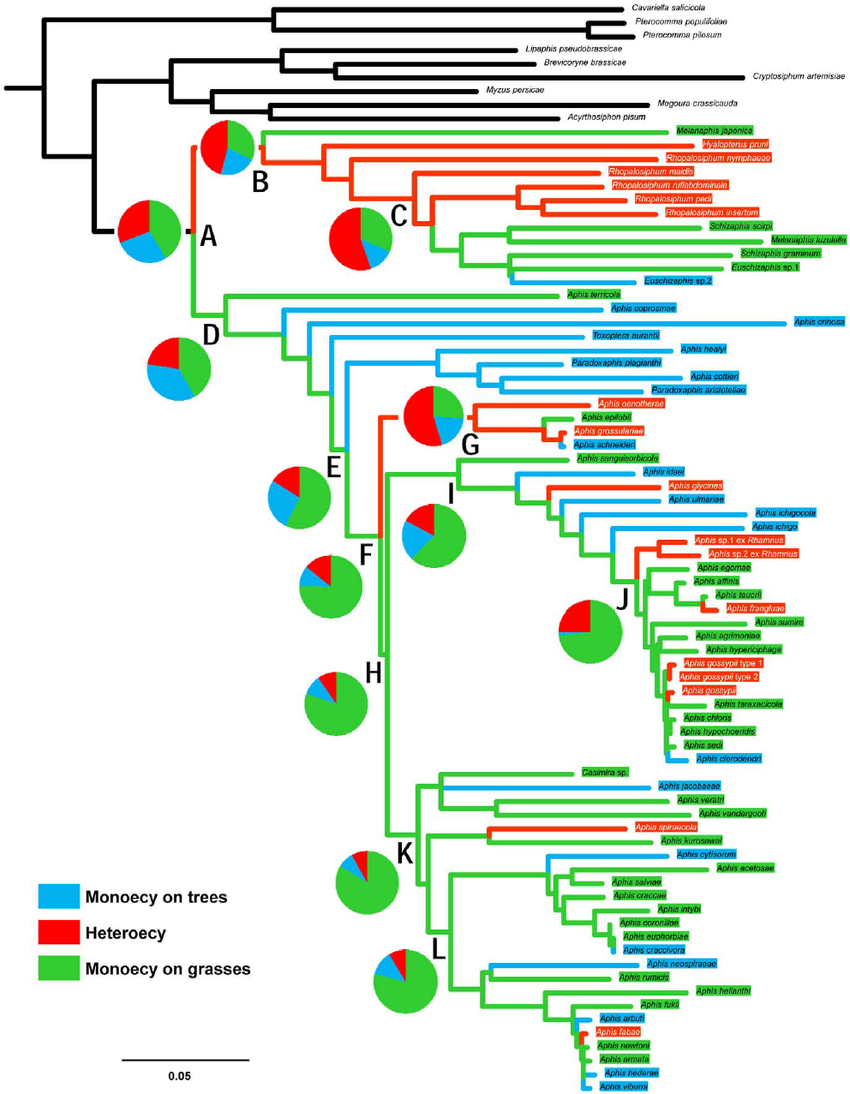 Cavariella salicicola
Pterocomma populifoliae
Pterocomma pilosum
Lipaphis pseudobrassicae
Brevicoryne brassicae
Cryptosiphum artemisiae
Myzus persicae
Megoura crassicauda
Acyrthosiphon pisum
Melanaphis japonica
Hyalopterus pruni
B
Rhopalosiphum nymphaeae
Rhopalosiphum maidis
Rhopalosiphum rufiabdominale
Rhopalosiphum padi
C
Rhopalosiphum insertum
Schizaphis scirpi
A
Melanaphis luzulella
Schizaphis graminum
Euschizaphis sp.1
Euschizaphis sp.2
Aphis terricola
Aphis coprosmae
Aphis crinosa
D
Toxoptera aurantii
Aphis healyi
Paradoxaphis plagianthi
Aphis cottieri
Paradoxaphis aristoteliae
Aphis oenotherae
Aphis epilobii
Aphis grossulariae
G
Aphis schneideri
Aphis sanguisorbicola
E
Aphis idaei
Aphis glycines
I
Aphis ulmariae
Aphis ichigocola
Aphis ichigo
F
Aphis sp.1 ex Rhamnus
Aphis sp.2 ex Rhamnus
Aphis egomae
Aphis affinis
Aphis teucrii
J
Aphis frangluae
Aphis sumire
Aphis agrimoniae
Aphis hypericiphaga
Aphis gossypii type 1
H
Aphis gossypii type 2
Aphis gossypii
Aphis taraxacicola
Aphis chloris
Aphis hypochoeridis
Aphis sedi
Aphis clerodendri
Casimira sp.
Aphis jacobaeae
Aphis veratri
Aphis vandergooti
Aphis spiraecola
Aphis kurosawai
K
Aphis cytisorum
Aphis acetosae
Aphis salviae
Monoecy on trees
Aphis craccae
Aphis intybi
Aphis coronillae
Heteroecy
Aphis euphorbiae
L
Aphis craccivora
Aphis neospiraeae
Monoecy on grasses
Aphis rumicis
Aphis helianthi
Aphis fukii
Aphis arbuti
Aphis fabae
Aphis newtoni
Aphis armata
0.05
Aphis hederae
Aphis viburni